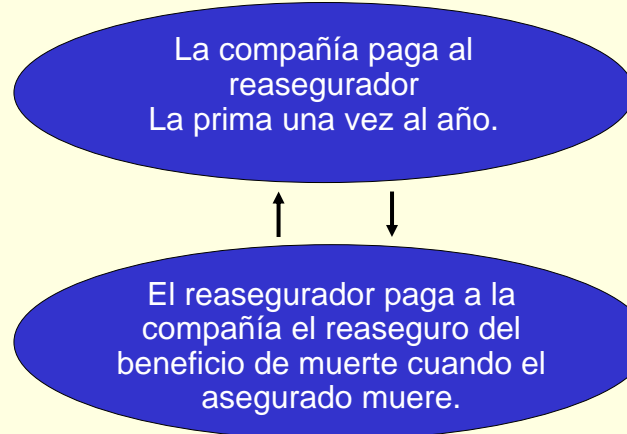 La compañía paga al
reasegurador
La prima una vez al año.
El reasegurador paga a la
compañía el reaseguro del
beneficio de muerte cuando el
asegurado muere.